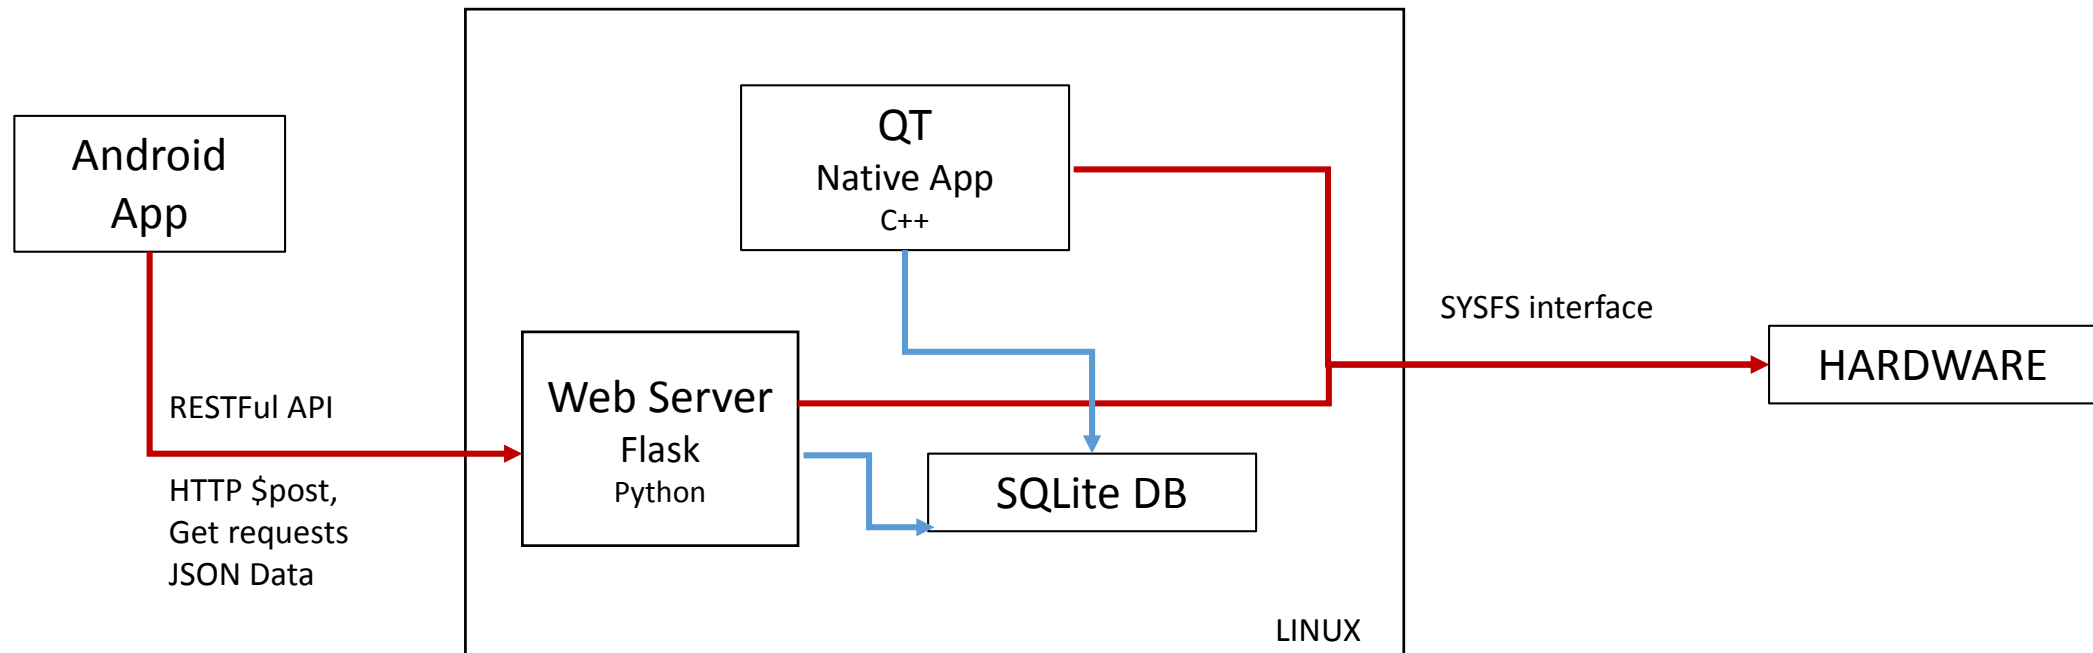 Android
App
RESTFul API
HTTP $post,
Get requests
JSON Data
QT
Native App
C++
Web Server
Flask
Python
SQLite DB
LINUX
SYSFS interface
HARDWARE